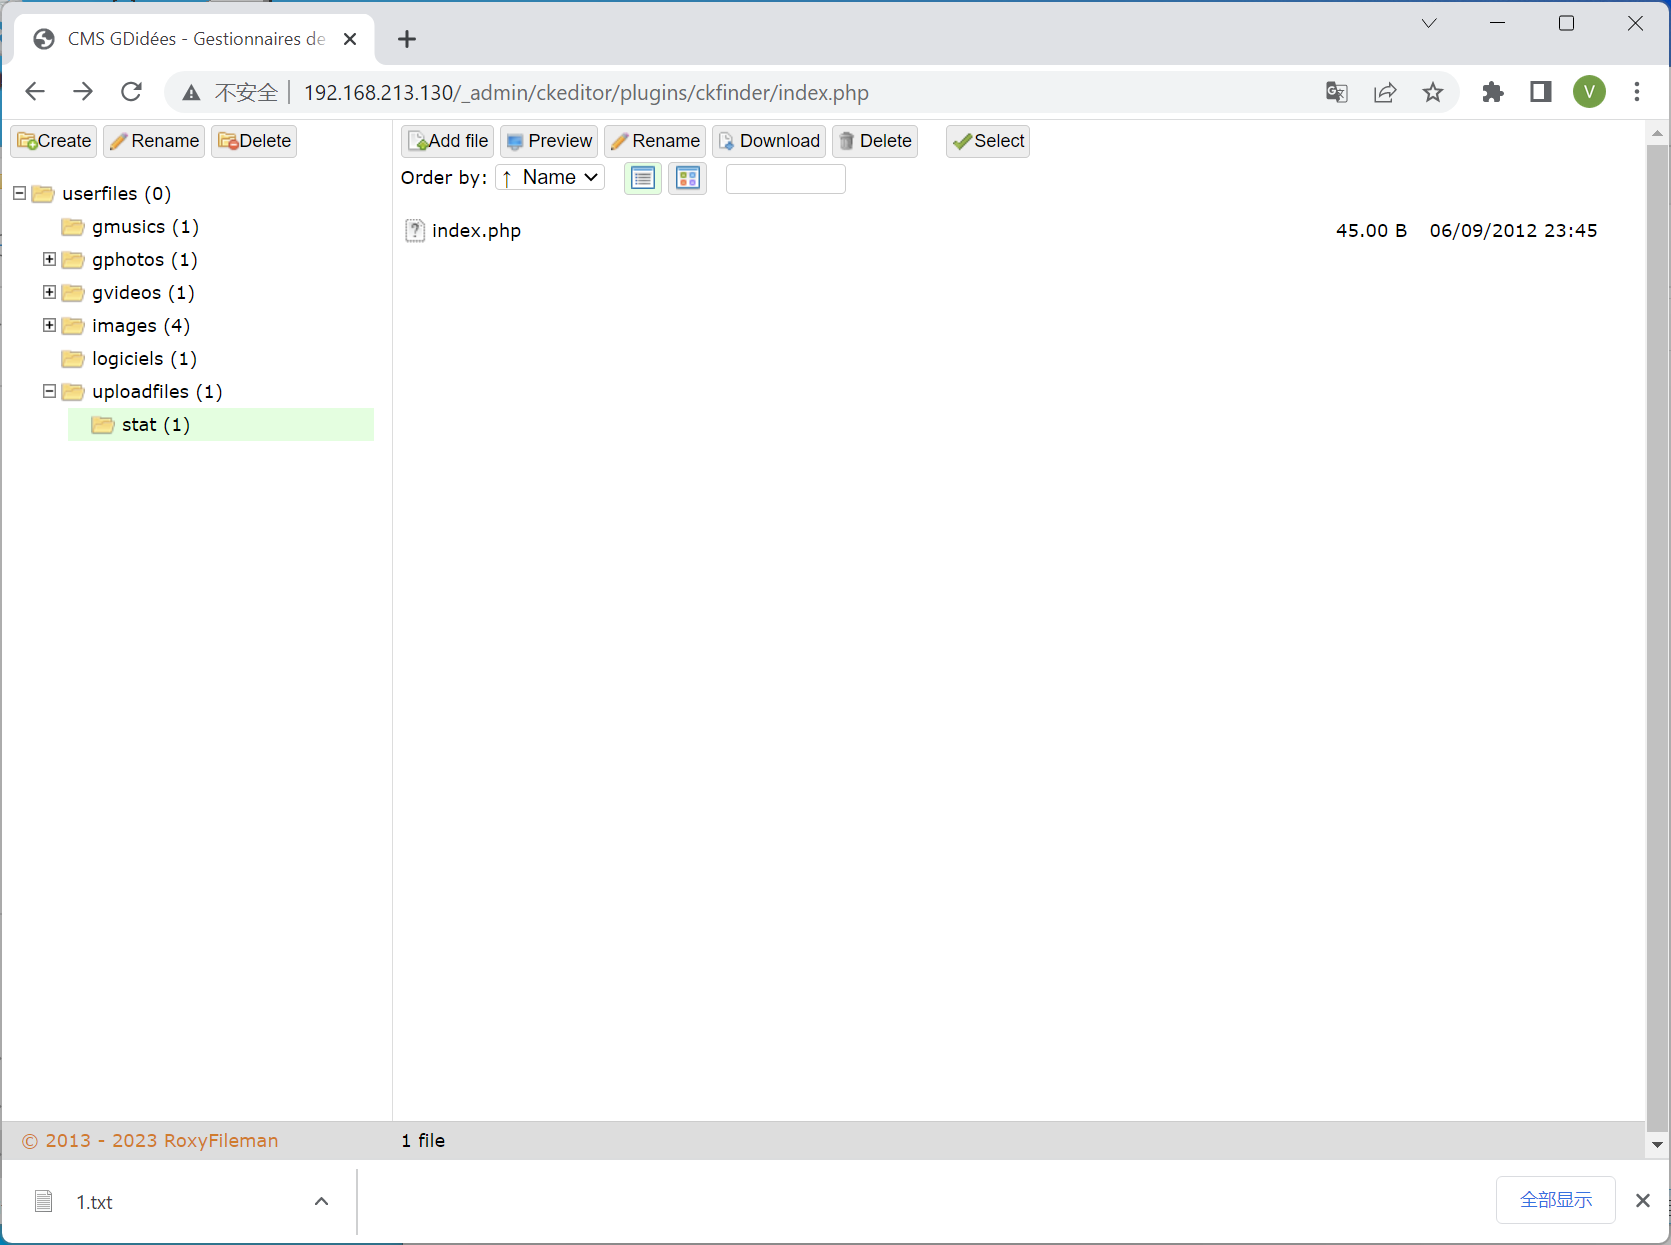 CMS GDidées - Gestionnaires de
不安全
192.168.213.130/_admin/ckeditor/plugins/ckfinder/index.php
V
Create Rename Delete
Add file Preview Rename Download Delete Select
Order by: ↑ Name
userfiles (0)
gmusics (1)
gphotos (1)
gvideos (1)
images (4)
logiciels (1)
uploadfiles (1)
stat (1)
index.php 45.00 B 06/09/2012 23:45
© 2013 - 2023 RoxyFileman
1 file
1.txt
全部显示